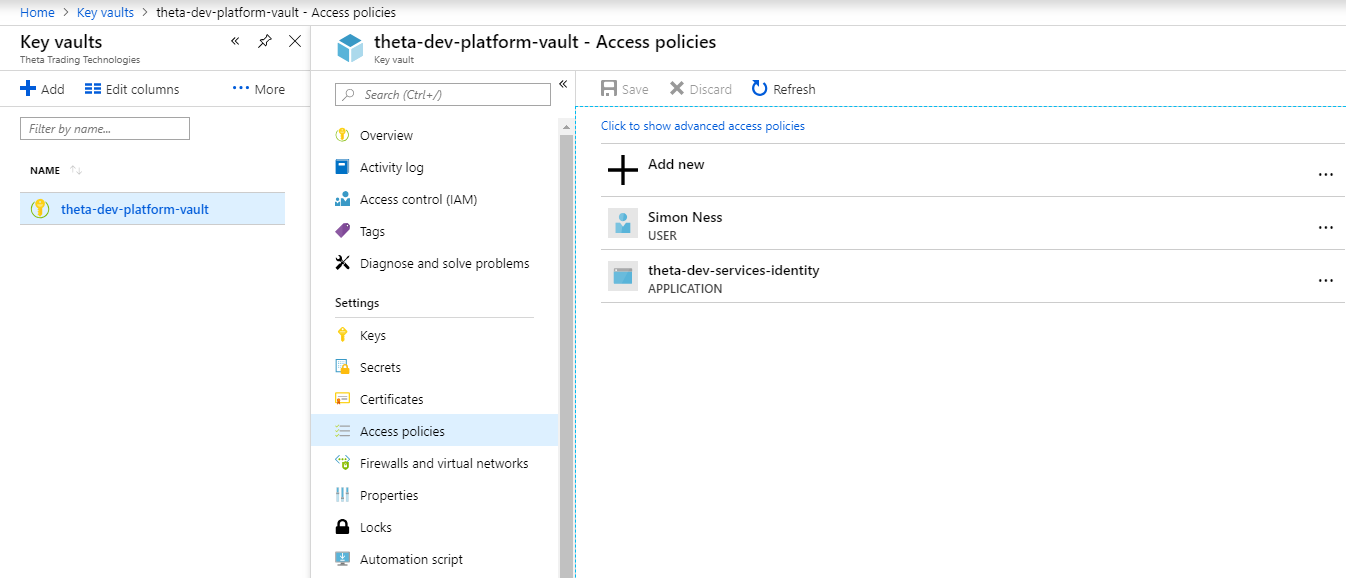 Home > Key vaults > theta-dev-platform-vault - Access policies
Key vaults
Theta Trading Technologies
Add
Edit columns
More
Filter by name...
NAME
theta-dev-platform-vault
theta-dev-platform-vault - Access policies
Key vault
Search (Ctrl+/)
Overview
Activity log
Access control (IAM)
Tags
Diagnose and solve problems
Settings
Keys
Secrets
Certificates
Access policies
Firewalls and virtual networks
Properties
Locks
Automation script
Save
Discard
Refresh
Click to show advanced access policies
Add new
Simon Ness
USER
theta-dev-services-identity
APPLICATION